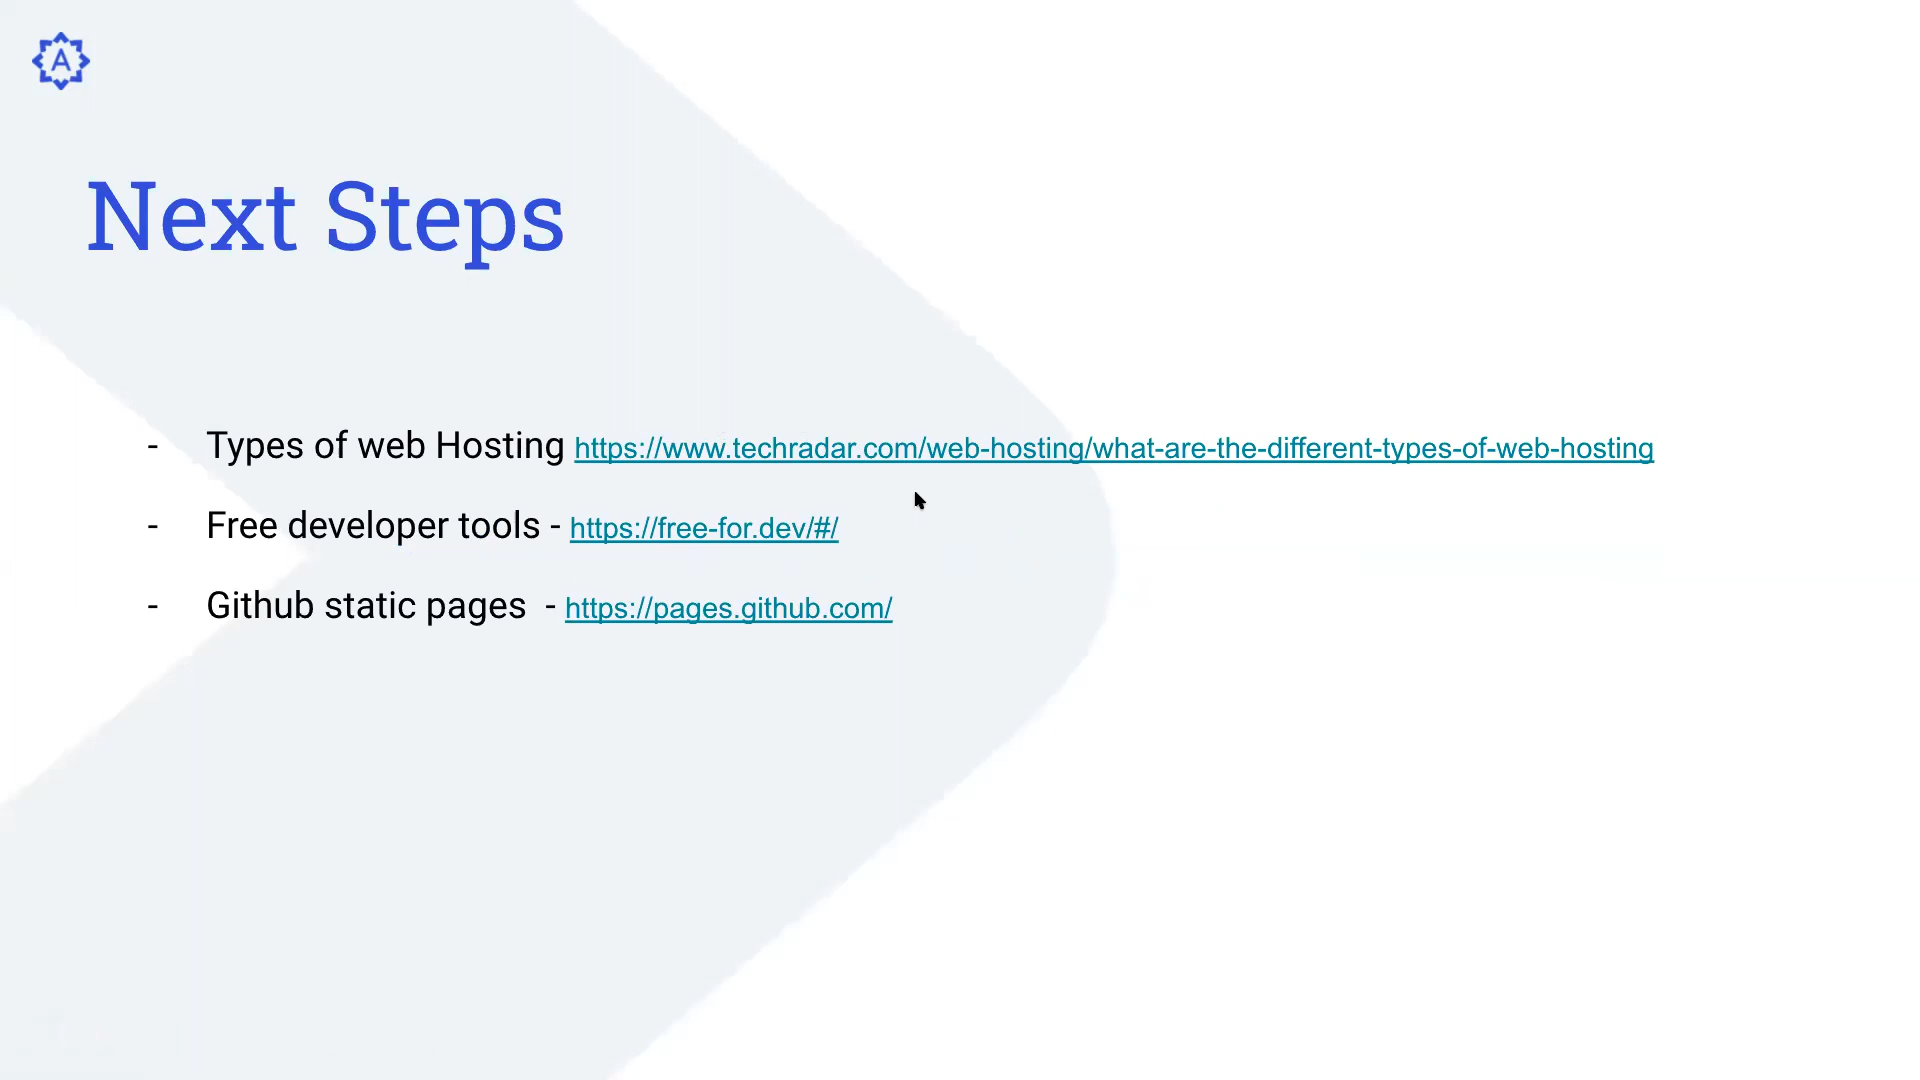 A
Next Steps
- Types of web Hosting https://www.techradar.com/web-hosting/what-are-the-different-types-of-web-hosting
- Free developer tools - https://free-for.dev/#/
- Github static pages  - https://pages.github.com/